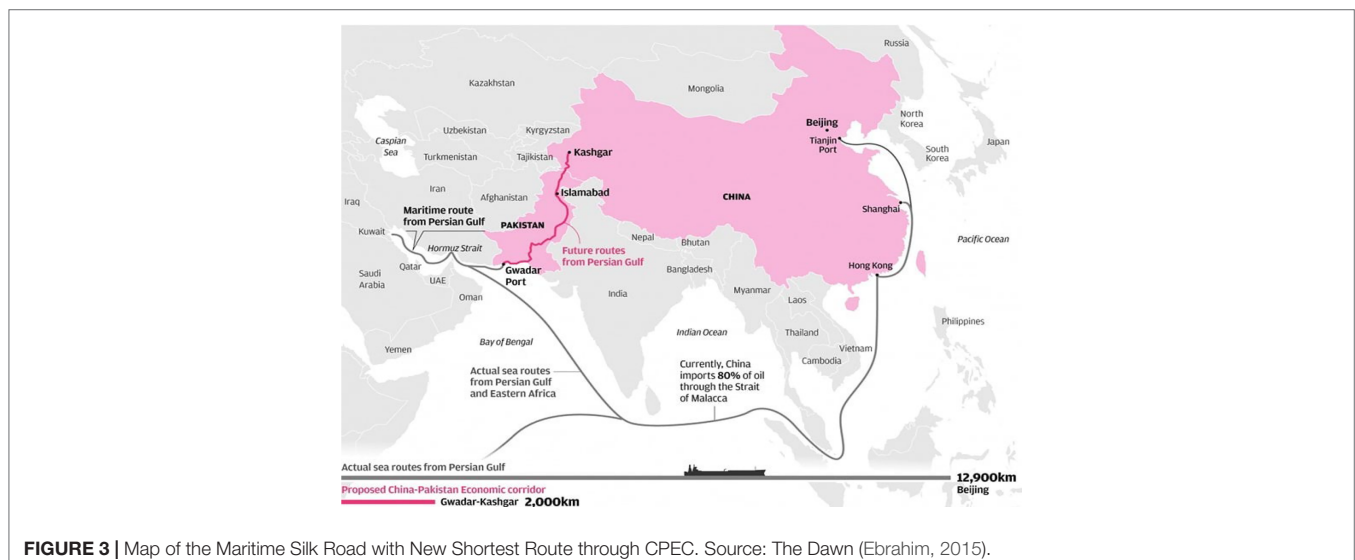 Russia
Kazakhstan
Mongolia
North
Korea
Beijing
Tianjin
Port
Japan
South
Korea
Caspian
Sea
Uzbekistan
Kyrgyzstan
Turkmenistan
Tajikistan
Kashgar
Iran
Afghanistan
Islamabad
CHINA
Shanghai
Iraq
Maritime route
from Persian Gulf
PAKISTAN
Kuwait
Hormuz Strait
Future routes
from Persian Gulf
Nepal
Bhutan
Pacific Ocean
Qatar
Gwadar
Port
Bangladesh
Hong Kong
Saudi
Arabia
UAE
Oman
India
Myanmar
Laos
Philippines
Yemen
Bay of Bengal
Indian Ocean
Thailand
Vietnam
Cambodia
Actual sea routes
from Persian Gulf
and Eastern Africa
Currently, China
imports 80% of oil
through the Strait
of Malacca
Actual sea routes from Persian Gulf
12,900km
Beijing
Proposed China-Pakistan Economic corridor
Gwadar-Kashgar 2,000km
FIGURE 3 | Map of the Maritime Silk Road with New Shortest Route through CPEC. Source: The Dawn (Ebrahim, 2015).